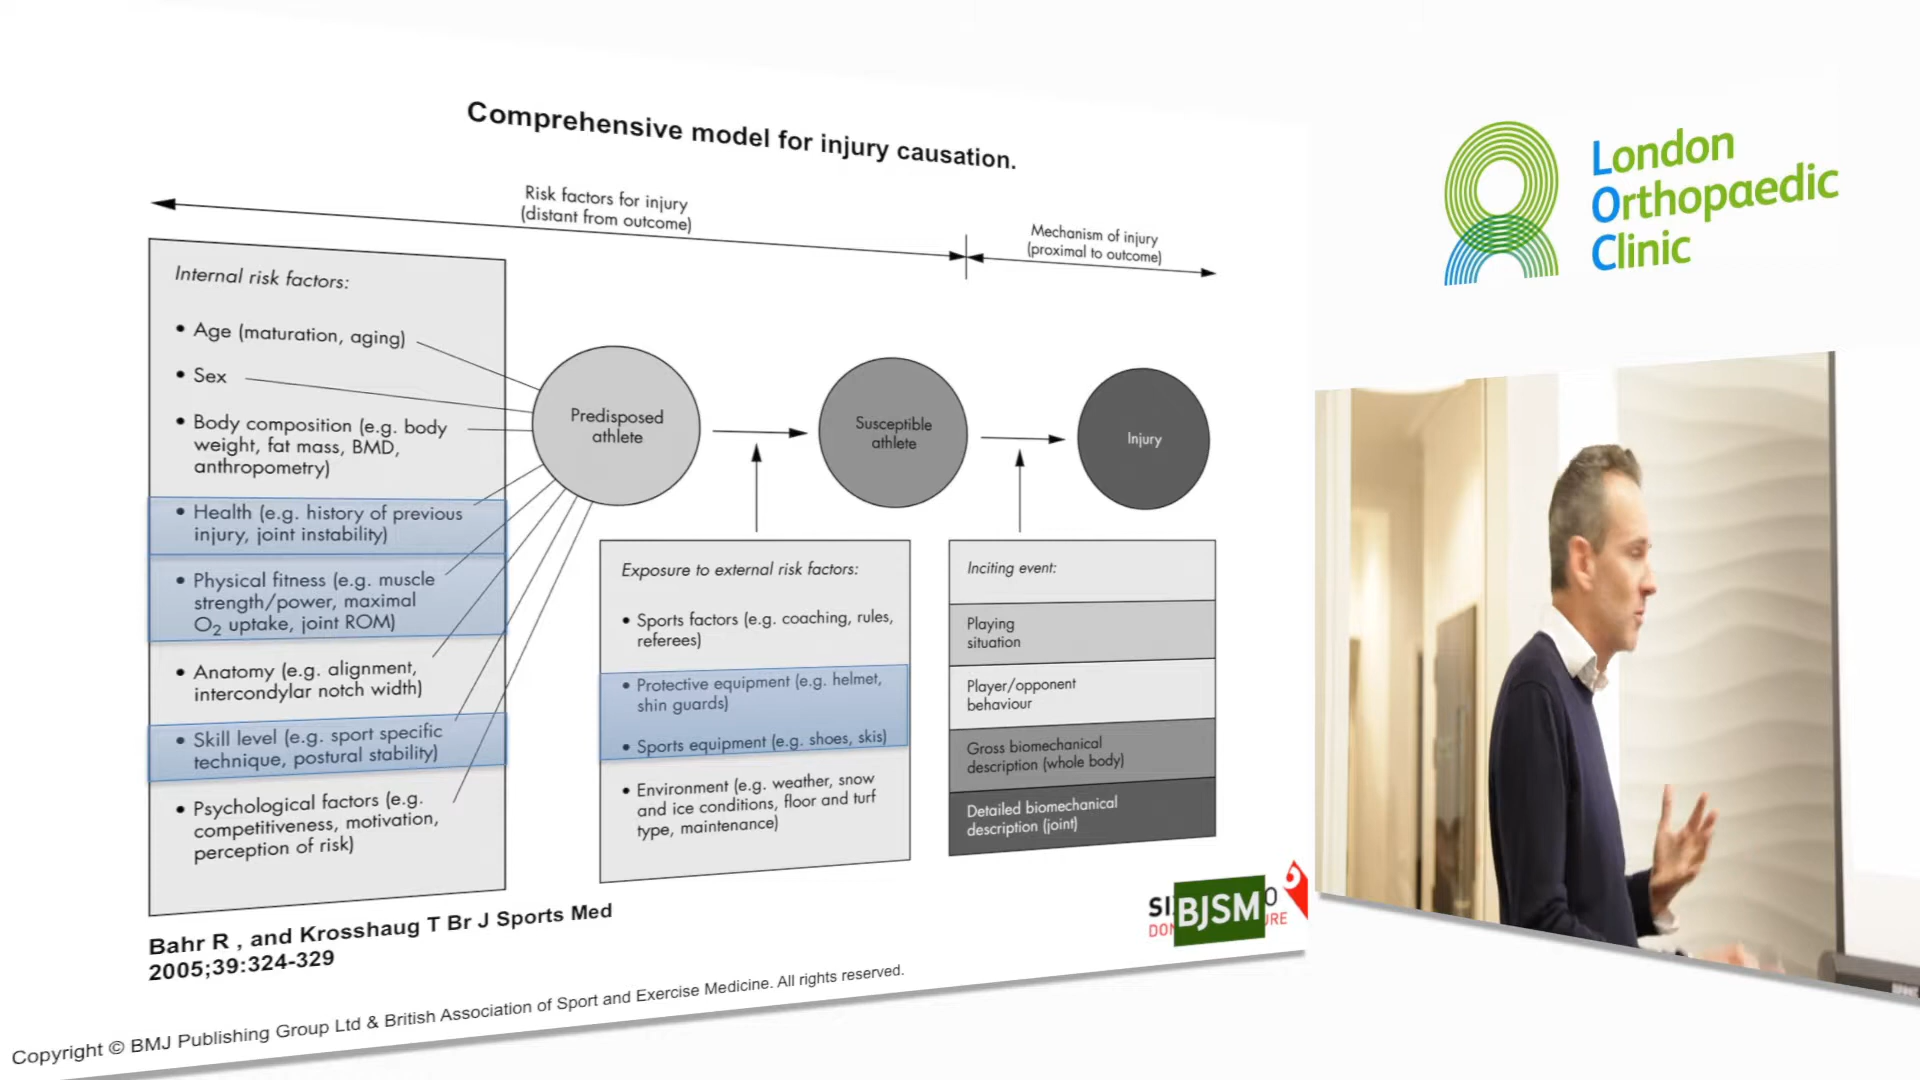 Comprehensive model for injury causation.
Risk factors for injury
(distant from outcome)
Mechanism of injury
(proximal to outcome)
Internal risk factors:
• Age (maturation, aging)
• Sex
• Body composition (e.g. body
weight, fat mass, BMD,
anthropometry)
• Health (e.g. history of previous
injury, joint instability)
• Physical fitness (e.g. muscle
strength/power, maximal
O2 uptake, joint ROM)
• Anatomy (e.g. alignment,
intercondylar notch width)
• Skill level (e.g. sport specific
technique, postural stability)
• Psychological factors (e.g.
competitiveness, motivation,
perception of risk)
Predisposed
athlete
Susceptible
athlete
Injury
Exposure to external risk factors:
• Sports factors (e.g. coaching, rules,
referees)
• Protective equipment (e.g. helmet,
shin guards)
• Sports equipment (e.g. shoes, skis)
• Environment (e.g. weather, snow
and ice conditions, floor and turf
type, maintenance)
Inciting event:
Playing
situation
Player/opponent
behaviour
Gross biomechanical
description (whole body)
Detailed biomechanical
description (joint)
Bahr R , and Krosshaug T Br J Sports Med
2005;39:324-329
BJSM
Copyright © BMJ Publishing Group Ltd & British Association of Sport and Exercise Medicine. All rights reserved.
London
Orthopaedic
Clinic